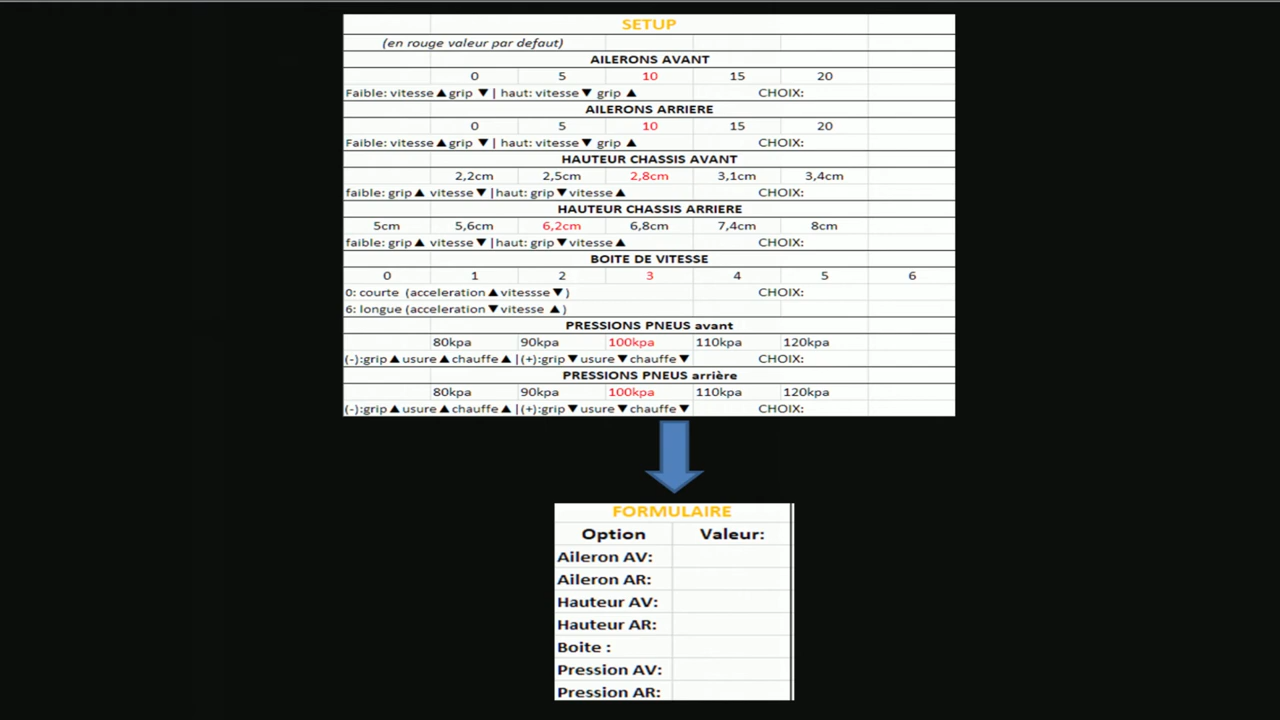 SETUP
(en rouge valeur par defaut)
AILERONS AVANT
0 5 10 15 20
Faible: vitesse▲grip ▼| haut: vitesse▼ grip ▲ CHOIX:
AILERONS ARRIERE
0 5 10 15 20
Faible: vitesse▲grip ▼| haut: vitesse▼ grip ▲ CHOIX:
HAUTEUR CHASSIS AVANT
2,2cm 2,5cm 2,8cm 3,1cm 3,4cm
faible: grip▲ vitesse▼|haut: grip▼vitesse▲ CHOIX:
HAUTEUR CHASSIS ARRIERE
5cm 5,6cm 6,2cm 6,8cm 7,4cm 8cm
faible: grip▲ vitesse▼|haut: grip▼vitesse▲ CHOIX:
BOITE DE VITESSE
0 1 2 3 4 5 6
0: courte (acceleration▲vitessse▼) CHOIX:
6: longue (acceleration▼vitesse ▲)
PRESSIONS PNEUS avant
80kpa 90kpa 100kpa 110kpa 120kpa
(-):grip▲usure▲chauffe▲|(+):grip▼usure▼chauffe▼ CHOIX:
PRESSIONS PNEUS arrière
80kpa 90kpa 100kpa 110kpa 120kpa
(-):grip▲usure▲chauffe▲|(+):grip▼usure▼chauffe▼ CHOIX:
FORMULAIRE
Option Valeur:
Aileron AV:
Aileron AR:
Hauteur AV:
Hauteur AR:
Boite :
Pression AV:
Pression AR: